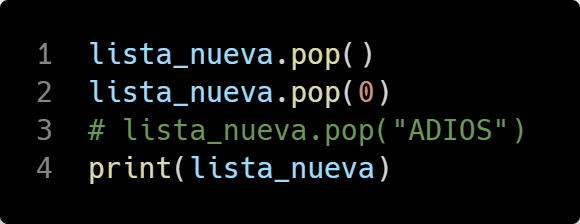 1 lista_nueva.pop()
2 lista_nueva.pop(0)
3 # lista_nueva.pop("ADIOS")
4 print(lista_nueva)